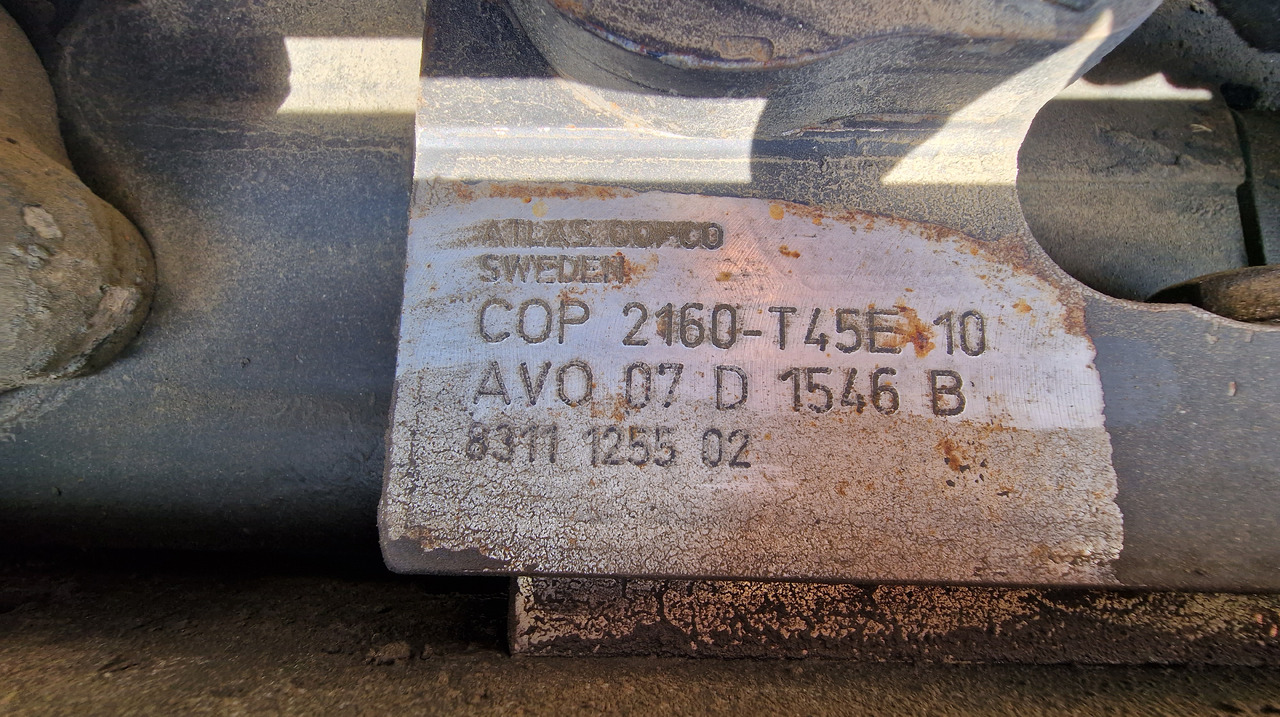 ATLAS COPCO
SWEDEN
COP 2160-T45E 10
AVO 07 D 1546 B
8311 1255 02